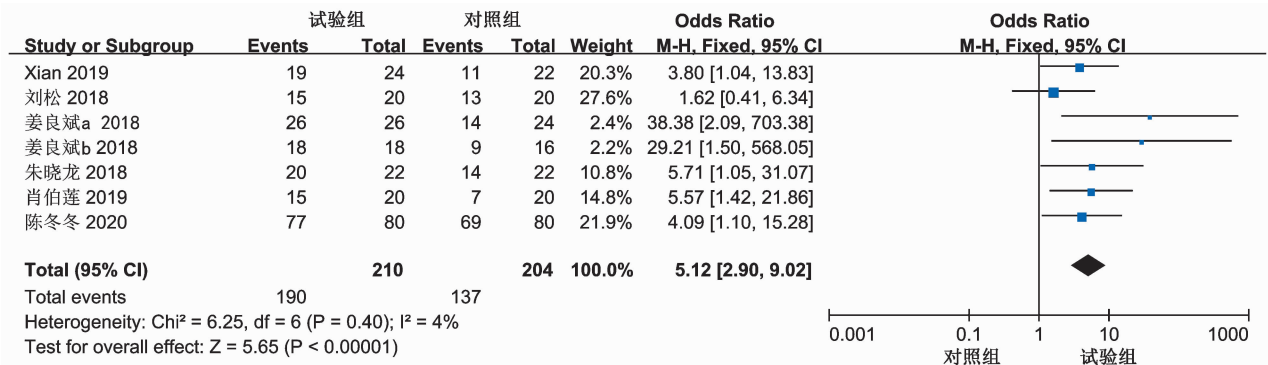 试验组 对照组 Odds Ratio Odds Ratio
Study or Subgroup Events Total Events Total Weight M-H, Fixed, 95% CI M-H, Fixed, 95% CI
Xian 2019 19 24 11 22 20.3% 3.80 [1.04, 13.83]
刘松 2018 15 20 13 20 27.6% 1.62 [0.41, 6.34]
姜良斌a 2018 26 26 14 24 2.4% 38.38 [2.09, 703.38]
姜良斌b 2018 18 18 9 16 2.2% 29.21 [1.50, 568.05]
朱晓龙 2018 20 22 14 22 10.8% 5.71 [1.05, 31.07]
肖伯莲 2019 15 20 7 20 14.8% 5.57 [1.42, 21.86]
陈冬冬 2020 77 80 69 80 21.9% 4.09 [1.10, 15.28]
Total (95% CI) 210 204 100.0% 5.12 [2.90, 9.02]
Total events 190 137
Heterogeneity: Chi² = 6.25, df = 6 (P = 0.40); I² = 4%
Test for overall effect: Z = 5.65 (P < 0.00001)
0.001 0.1 1 10 1000
对照组 试验组